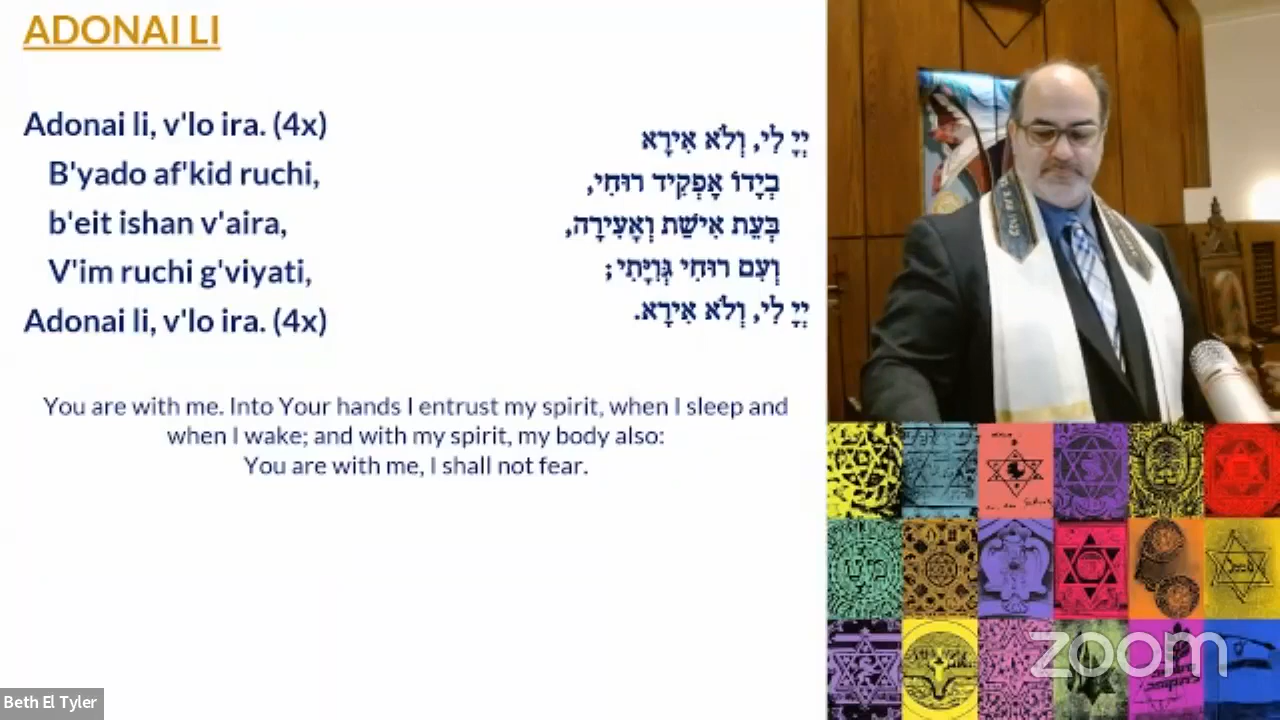 ADONAI LI
Adonai li, v'lo ira. (4x)
B'yado af'kid ruchi,
b'eit ishan v'aira,
V'im ruchi g'viyati,
Adonai li, v'lo ira. (4x)
יְיָ לִי, וְלֹא אִירָא
בְּיָדוֹ אַפְקִיד רוּחִי,
בְּעֵת אִישַׁת וְאָעִירָה,
וְעִם רוּחִי גְּוִיָּתִי;
יְיָ לִי, וְלֹא אִירָא.
You are with me. Into Your hands I entrust my spirit, when I sleep and
when I wake; and with my spirit, my body also:
You are with me, I shall not fear.
zoom
Beth El Tyler